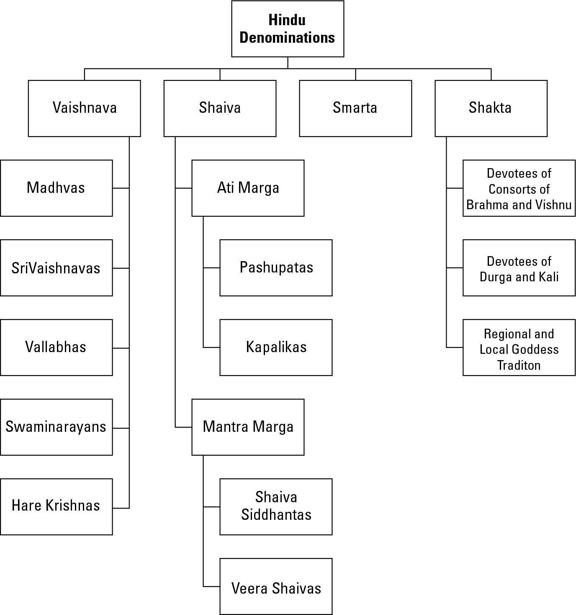 Hindu
Denominations
Vaishnava
Shaiva
Smarta
Shakta
Madhvas
SriVaishnavas
Vallabhas
Swaminarayans
Hare Krishnas
Ati Marga
Pashupatas
Kapalikas
Mantra Marga
Shaiva
Siddhantas
Veera Shaivas
Devotees of
Consorts of
Brahma and Vishnu
Devotees of
Durga and Kali
Regional and
Local Goddess
Traditon